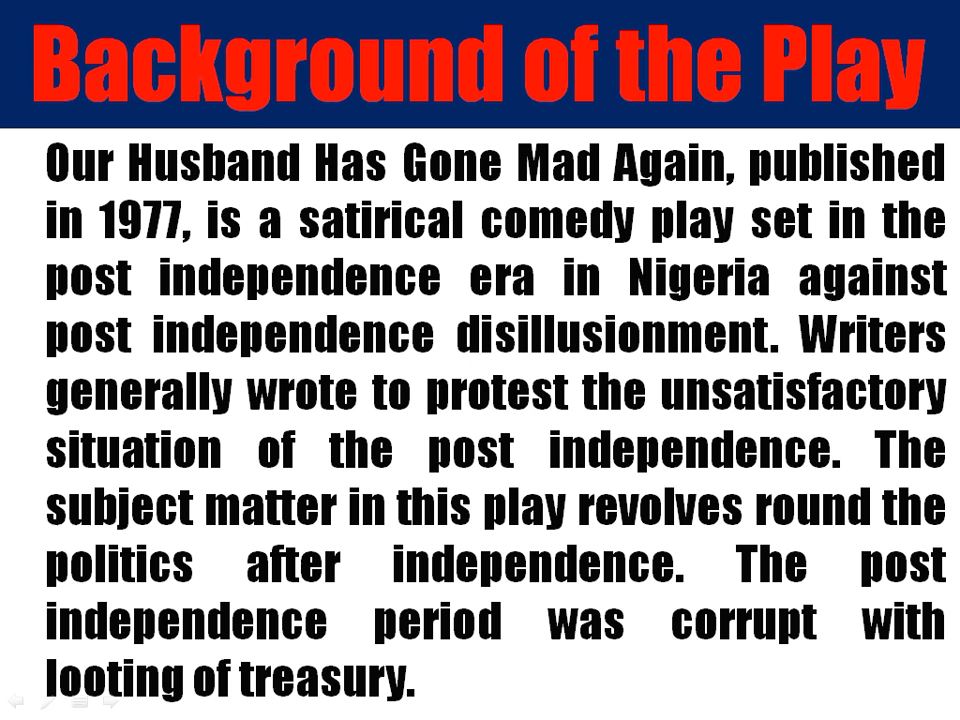 Background of the Play
Our Husband Has Gone Mad Again, published
in 1977, is a satirical comedy play set in the
post independence era in Nigeria against
post independence disillusionment. Writers
generally wrote to protest the unsatisfactory
situation of the post independence. The
subject matter in this play revolves round the
politics after independence. The post
independence period was corrupt with
looting of treasury.